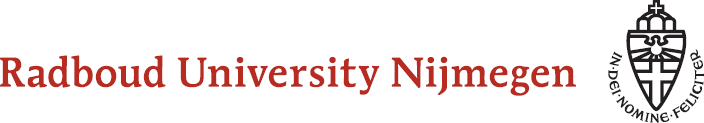 Radboud University Nijmegen
IN·DEI·NOMINE·FELICITER